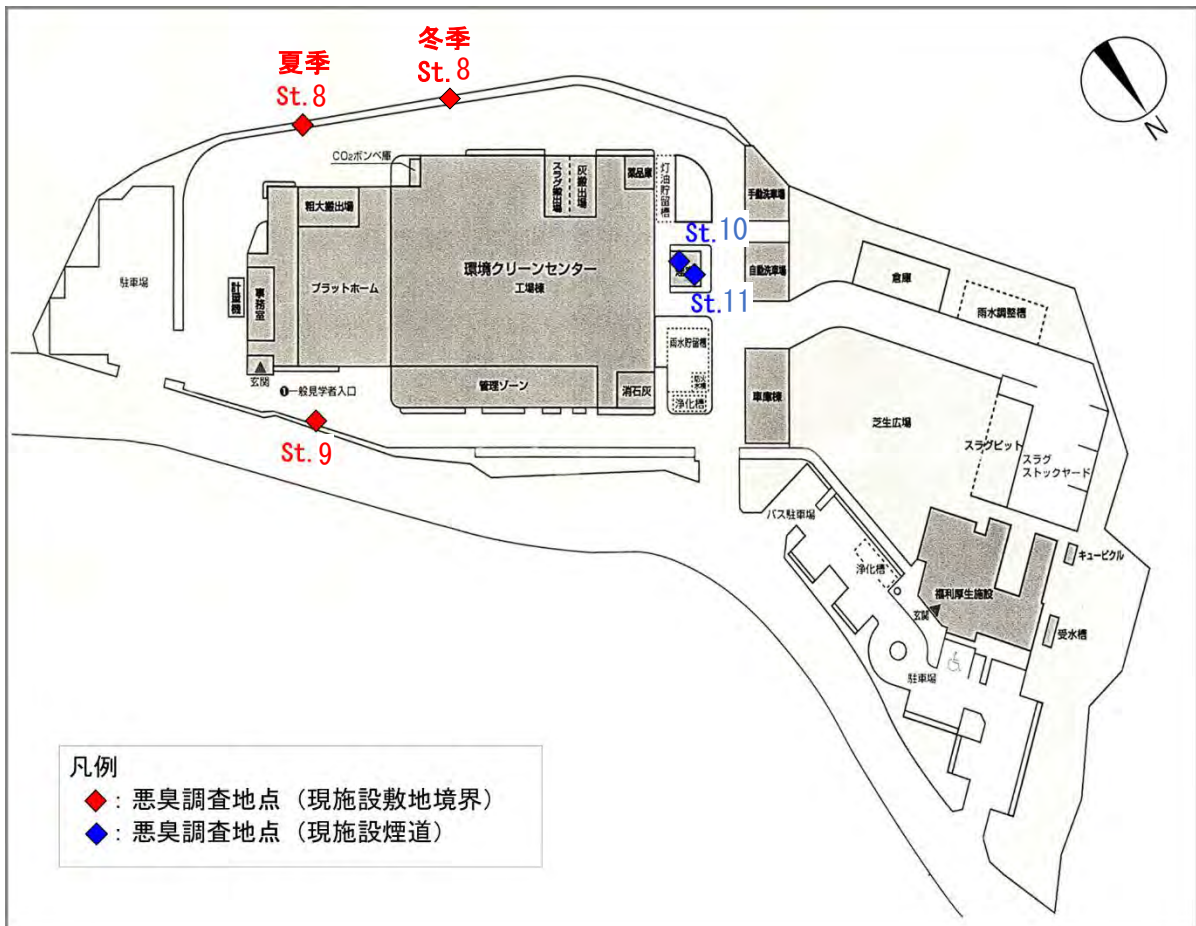 夏季
St.8
冬季
St.8
N
CO₂ボンベ庫
粗大搬出場
スラグ搬出場
灰搬出場
薬品庫
灯油貯留槽
手動洗車場
St.10
St.11
自動洗車場
倉庫
雨水調整槽
駐車場
計量機
事務室
プラットホーム
環境クリーンセンター
工場棟
玄関
❶一般見学者入口
管理ゾーン
消石灰
雨水貯留槽
防火水槽
浄化槽
車庫棟
芝生広場
スラグピット
スラグ
ストックヤード
St.9
バス駐車場
浄化槽
福利厚生施設
玄関
キュービクル
受水槽
駐車場
凡例
◆：悪臭調査地点（現施設敷地境界）
◆：悪臭調査地点（現施設煙道）